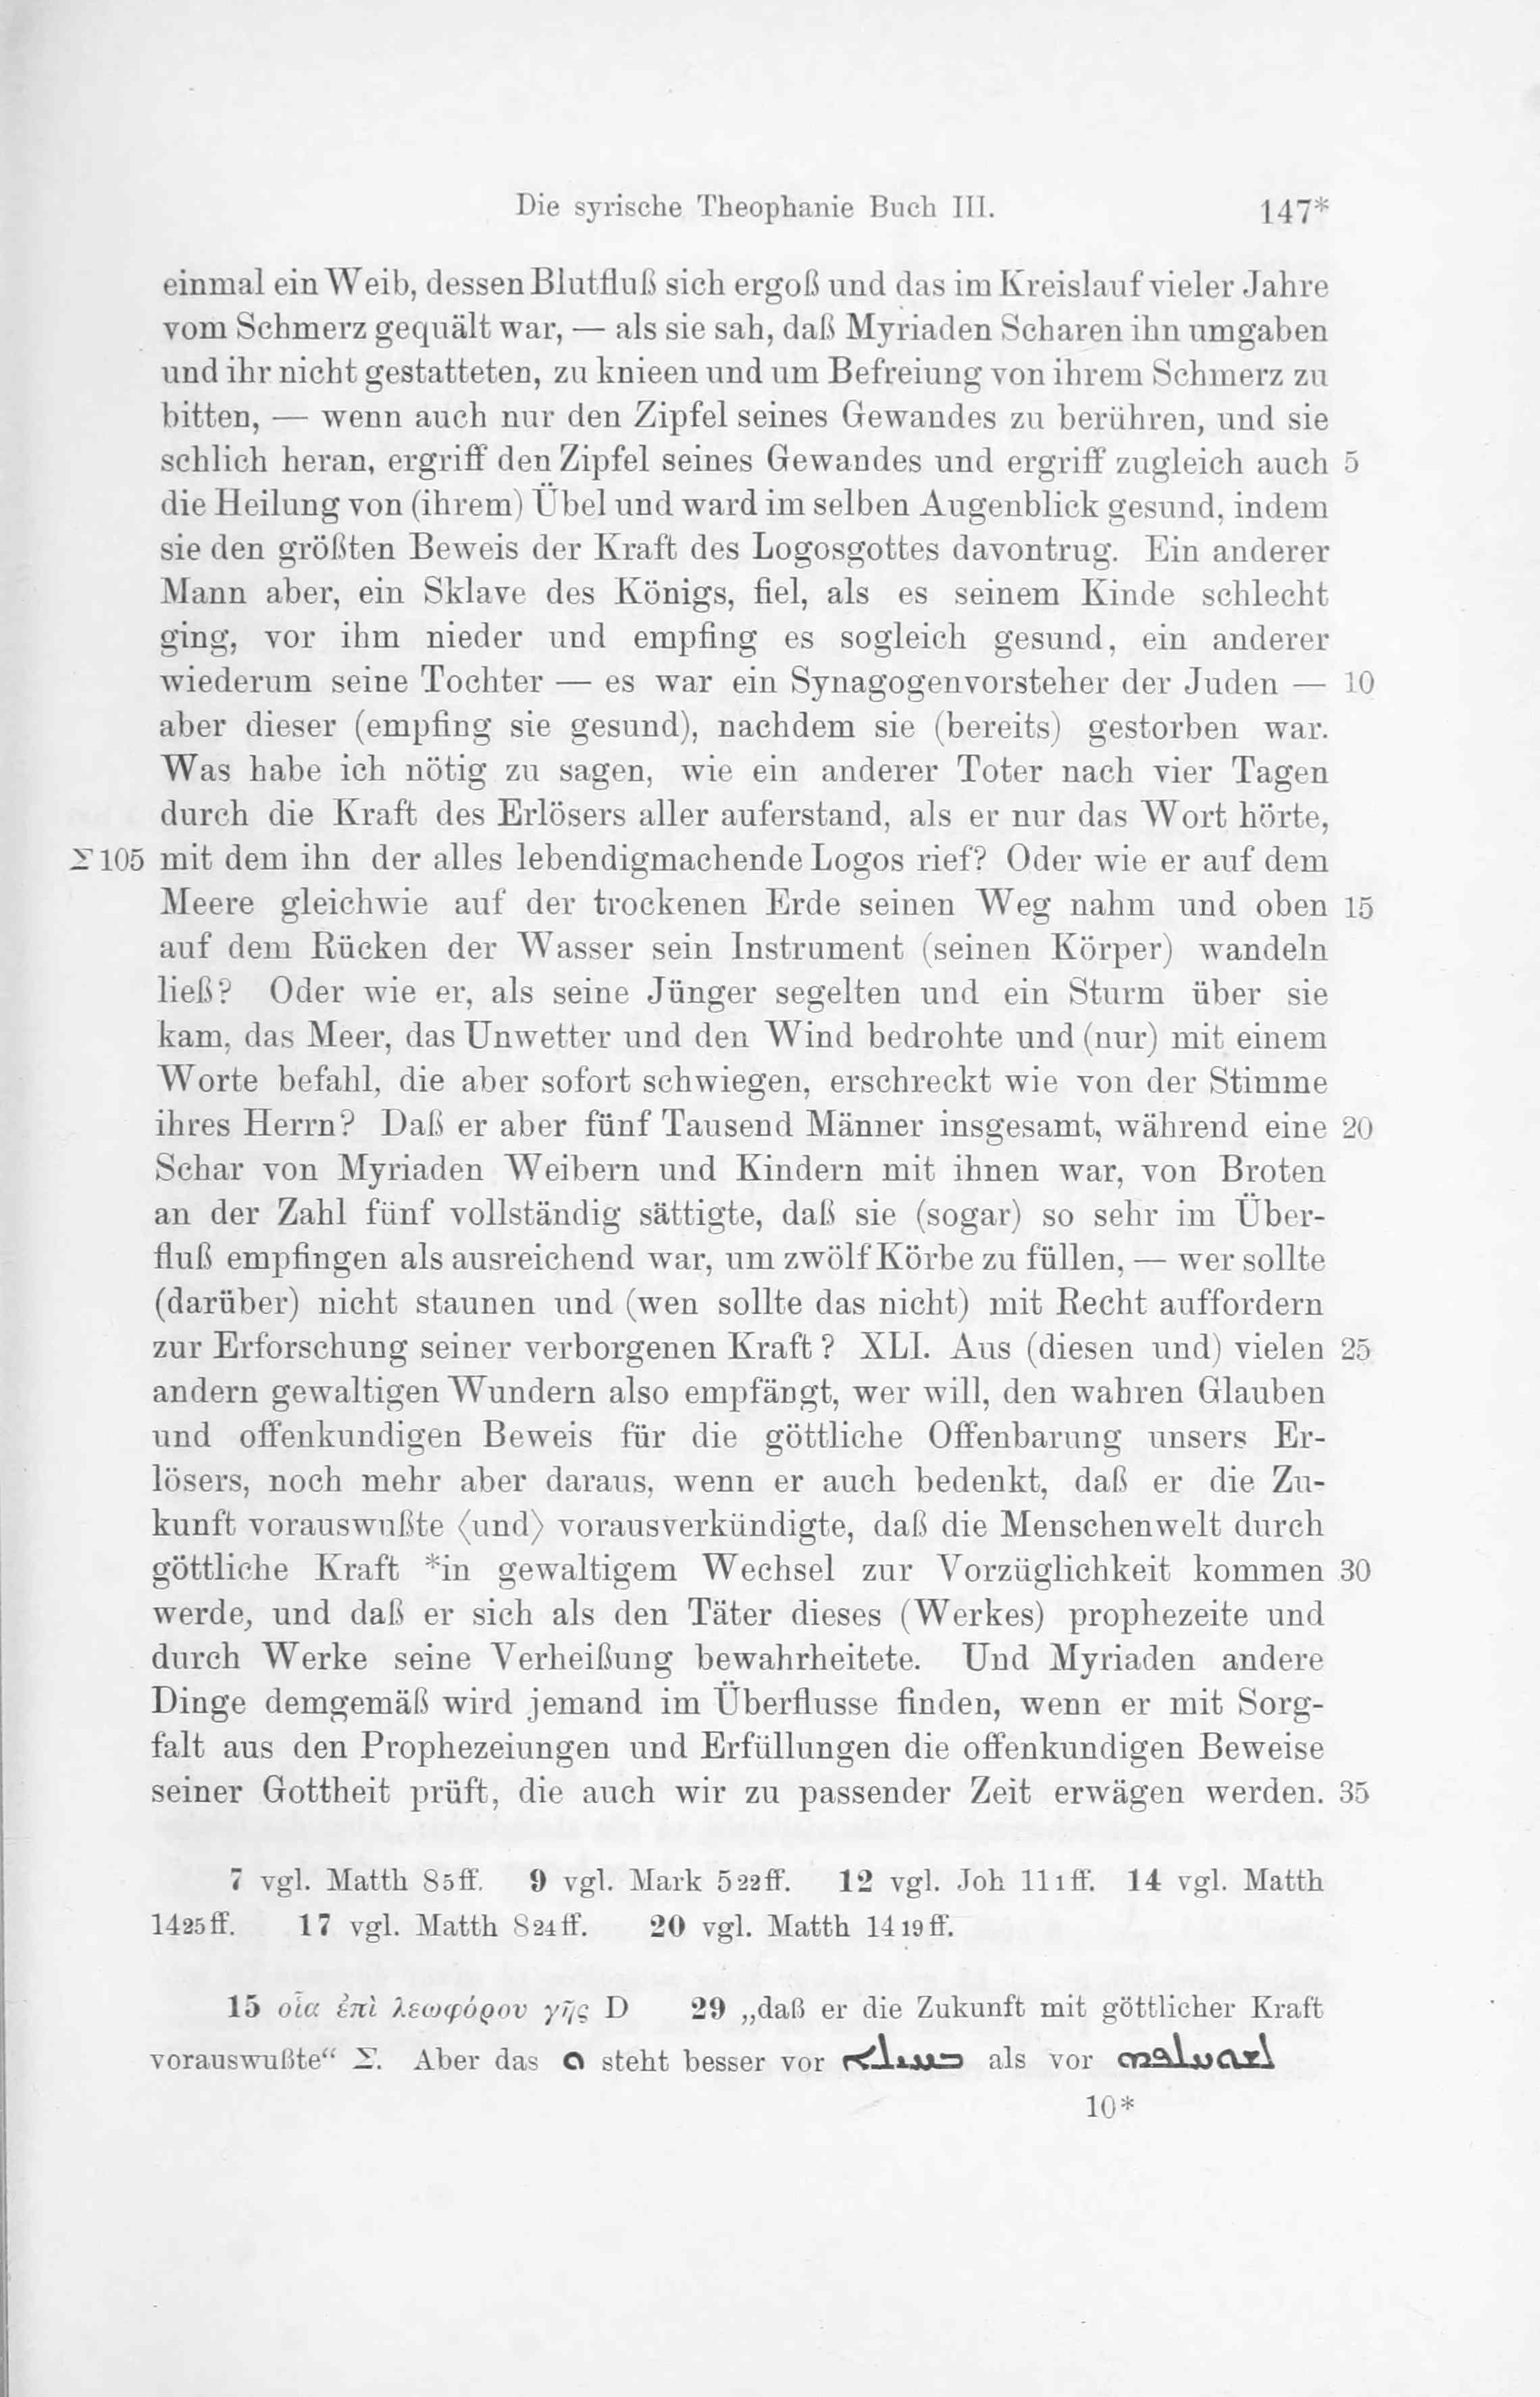 Die syrische Theophanie Buch III. 147*
einmal ein Weib, dessen Blutfluß sich ergoß und das im Kreislauf vieler Jahre
vom Schmerz gequält war, — als sie sah, daß Myriaden Scharen ihn umgaben
und ihr nicht gestatteten, zu knieen und um Befreiung von ihrem Schmerz zu
bitten, — wenn auch nur den Zipfel seines Gewandes zu berühren, und sie
schlich heran, ergriff den Zipfel seines Gewandes und ergriff zugleich auch 5
die Heilung von (ihrem) Übel und ward im selben Augenblick gesund, indem
sie den größten Beweis der Kraft des Logosgottes davontrug. Ein anderer
Mann aber, ein Sklave des Königs, fiel, als es seinem Kinde schlecht
ging, vor ihm nieder und empfing es sogleich gesund, ein anderer
wiederum seine Tochter — es war ein Synagogenvorsteher der Juden — 10
aber dieser (empfing sie gesund), nachdem sie (bereits) gestorben war.
Was habe ich nötig zu sagen, wie ein anderer Toter nach vier Tagen
durch die Kraft des Erlösers aller auferstand, als er nur das Wort hörte,
Σ 105 mit dem ihn der alles lebendigmachende Logos rief? Oder wie er auf dem
Meere gleichwie auf der trockenen Erde seinen Weg nahm und oben 15
auf dem Rücken der Wasser sein Instrument (seinen Körper) wandeln
ließ? Oder wie er, als seine Jünger segelten und ein Sturm über sie
kam, das Meer, das Unwetter und den Wind bedrohte und (nur) mit einem
Worte befahl, die aber sofort schwiegen, erschreckt wie von der Stimme
ihres Herrn? Daß er aber fünf Tausend Männer insgesamt, während eine 20
Schar von Myriaden Weibern und Kindern mit ihnen war, von Broten
an der Zahl fünf vollständig sättigte, daß sie (sogar) so sehr im Über-
fluß empfingen als ausreichend war, um zwölf Körbe zu füllen, — wer sollte
(darüber) nicht staunen und (wen sollte das nicht) mit Recht auffordern
zur Erforschung seiner verborgenen Kraft? XLI. Aus (diesen und) vielen 25
andern gewaltigen Wundern also empfängt, wer will, den wahren Glauben
und offenkundigen Beweis für die göttliche Offenbarung unsers Er-
lösers, noch mehr aber daraus, wenn er auch bedenkt, daß er die Zu-
kunft vorauswußte ⟨und⟩ vorausverkündigte, daß die Menschenwelt durch
göttliche Kraft *in gewaltigem Wechsel zur Vorzüglichkeit kommen 30
werde, und daß er sich als den Täter dieses (Werkes) prophezeite und
durch Werke seine Verheißung bewahrheitete. Und Myriaden andere
Dinge demgemäß wird jemand im Überflusse finden, wenn er mit Sorg-
falt aus den Prophezeiungen und Erfüllungen die offenkundigen Beweise
seiner Gottheit prüft, die auch wir zu passender Zeit erwägen werden. 35
7 vgl. Matth 8 5 ff. 9 vgl. Mark 5 22 ff. 12 vgl. Joh 11 1 ff. 14 vgl. Matth
14 25 ff. 17 vgl. Matth 8 24 ff. 20 vgl. Matth 14 19 ff.
15 οἷα ἐπὶ λεωφόρου γῆς D 29 „daß er die Zukunft mit göttlicher Kraft
vorauswußte“ Σ. Aber das ܘ steht besser vor ܒܚܝܠܐ als vor ܠܫܘܚܠܦܗ
10*